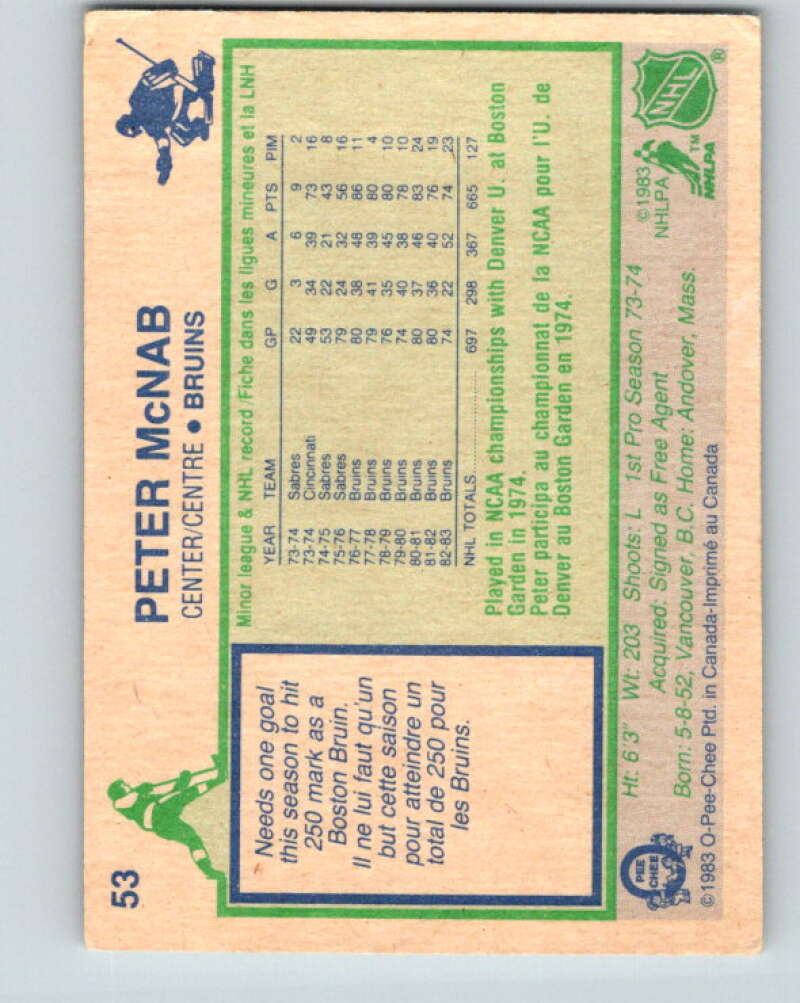 53
PETER McNAB
CENTER/CENTRE • BRUINS
Needs one goal
this season to hit
250 mark as a
Boston Bruin.
Il ne lui faut qu'un
but cette saison
pour atteindre un
total de 250 pour
les Bruins.
Minor league & NHL record/Fiche dans les ligues mineures et la LNH
YEAR TEAM GP G A PTS PIM
73-74 Sabres 22 3 6 9 2
73-74 Cincinnati 49 34 39 73 16
74-75 Sabres 53 22 21 43 8
75-76 Sabres 79 24 32 56 16
76-77 Bruins 80 38 48 86 11
77-78 Bruins 79 41 39 80 4
78-79 Bruins 76 35 45 80 10
79-80 Bruins 74 40 38 78 10
80-81 Bruins 80 37 46 83 24
81-82 Bruins 80 36 40 76 19
82-83 Bruins 74 22 52 74 23
NHL TOTALS 697 298 367 665 127
Played in NCAA championships with Denver U. at Boston
Garden in 1974.
Peter participa au championnat de la NCAA pour l'U. de
Denver au Boston Garden en 1974.
Ht: 6'3" Wt: 203 Shoots: L 1st Pro Season 73-74
Acquired: Signed as Free Agent
Born: 5-8-52, Vancouver, B.C. Home: Andover, Mass.
©1983 O-Pee-Chee Ptd. in Canada-Imprimé au Canada
PEE
CHEE
©1983
NHLPA
NHL ®
TM
NHLPA